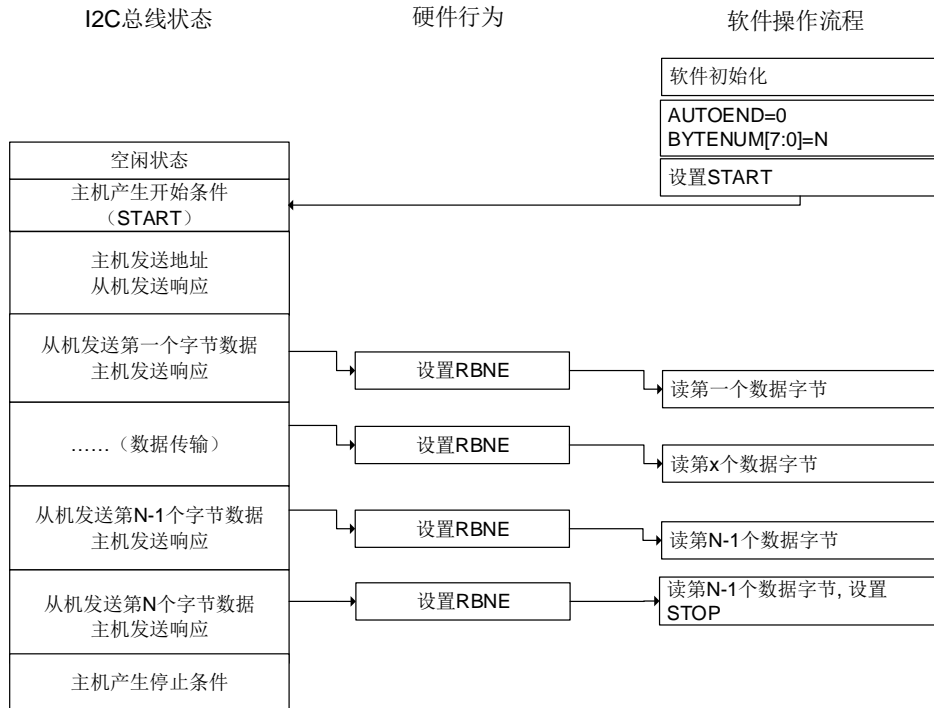 I2C总线状态
硬件行为
软件操作流程
软件初始化
AUTOEND=0
BYTENUM[7:0]=N
设置START
空闲状态
主机产生开始条件
（START）
主机发送地址
从机发送响应
从机发送第一个字节数据
主机发送响应
设置RBNE
读第一个数据字节
……（数据传输）
设置RBNE
读第x个数据字节
从机发送第N-1个字节数据
主机发送响应
设置RBNE
读第N-1个数据字节
从机发送第N个字节数据
主机发送响应
设置RBNE
读第N-1个数据字节, 设置
STOP
主机产生停止条件